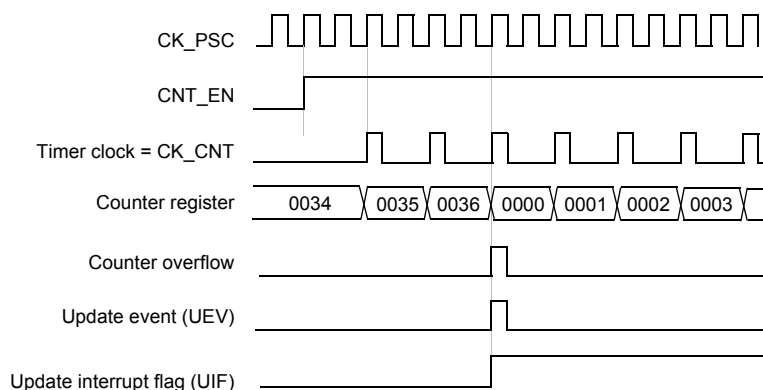 CK_PSC
CNT_EN
Timer clock = CK_CNT
Counter register 0034 0035 0036 0000 0001 0002 0003
Counter overflow
Update event (UEV)
Update interrupt flag (UIF)